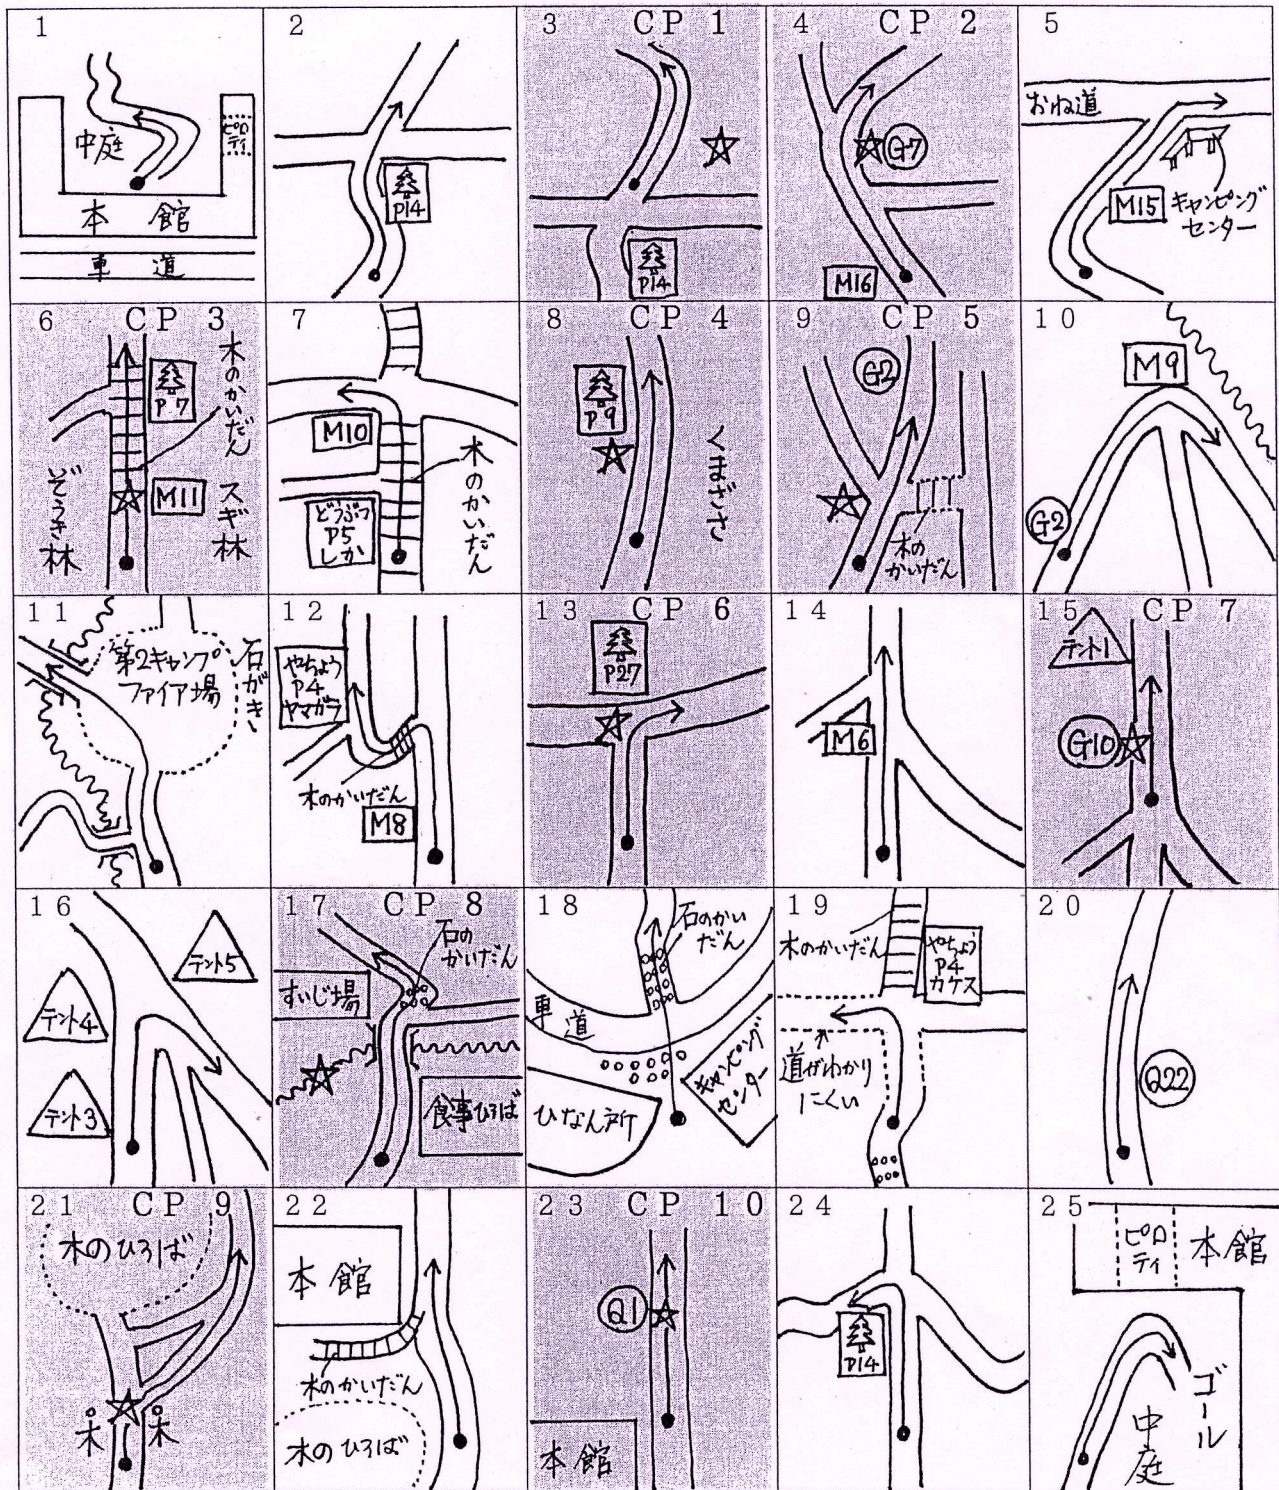 1
中庭
ピロ
ティ
本館
車道
2
P14
3 CP 1
P14
4 CP 2
G7
M16
5
おね道
M15
キャンピング
センター
6 CP 3
木のかいだん
P7
M11
スギ林
ぞうき林
7
M10
木のかいだん
どうぶつ
P5
しか
8 CP 4
P9
くまざさ
9 CP 5
G2
木の
かいだん
10
M9
G2
11
第2キャンプ
ファイア場
石がき
12
やちょう
P4
ヤマガラ
木のかいだん
M8
13 CP 6
P27
14
M6
15 CP 7
テント1
G10
16
テント5
テント4
テント3
17 CP 8
石の
かいだん
すいじ場
食事ひろば
18
石のかい
だん
車道
キャンピング
センター
ひなん所
19
木のかいだん
やちょう
P4
カケス
道がわかり
にくい
20
Q22
21 CP 9
木のひろば
木
木
22
本館
木のかいだん
木のひろば
23 CP 10
Q1
本館
24
P14
25
ピロ
ティ
本館
ゴール
中庭